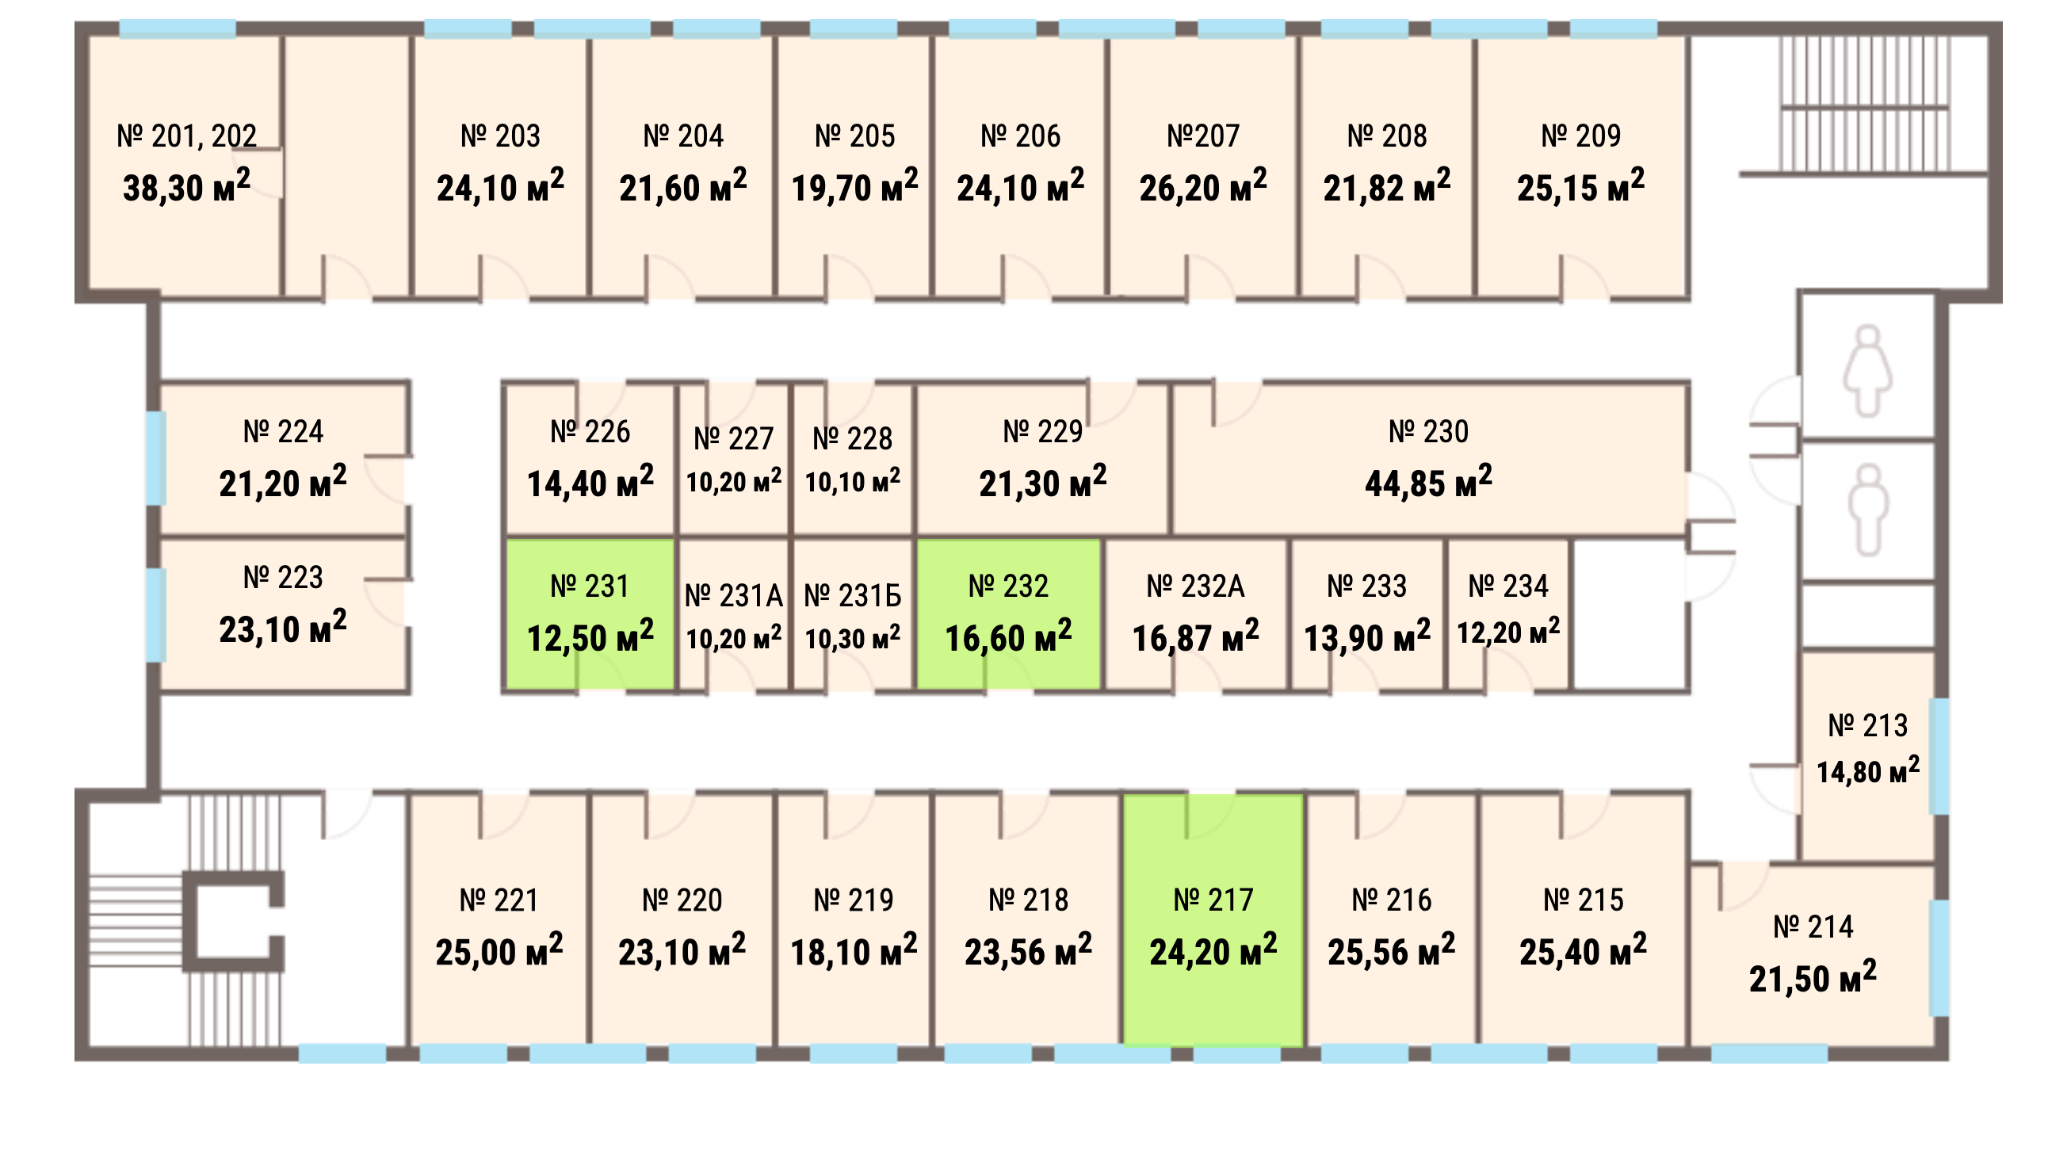 № 201, 202
38,30 м²
№ 203
24,10 м²
№ 204
21,60 м²
№ 205
19,70 м²
№ 206
24,10 м²
№207
26,20 м²
№ 208
21,82 м²
№ 209
25,15 м²
№ 224
21,20 м²
№ 226
14,40 м²
№ 227
10,20 м²
№ 228
10,10 м²
№ 229
21,30 м²
№ 230
44,85 м²
№ 223
23,10 м²
№ 231
12,50 м²
№ 231А
10,20 м²
№ 231Б
10,30 м²
№ 232
16,60 м²
№ 232А
16,87 м²
№ 233
13,90 м²
№ 234
12,20 м²
№ 213
14,80 м²
№ 221
25,00 м²
№ 220
23,10 м²
№ 219
18,10 м²
№ 218
23,56 м²
№ 217
24,20 м²
№ 216
25,56 м²
№ 215
25,40 м²
№ 214
21,50 м²